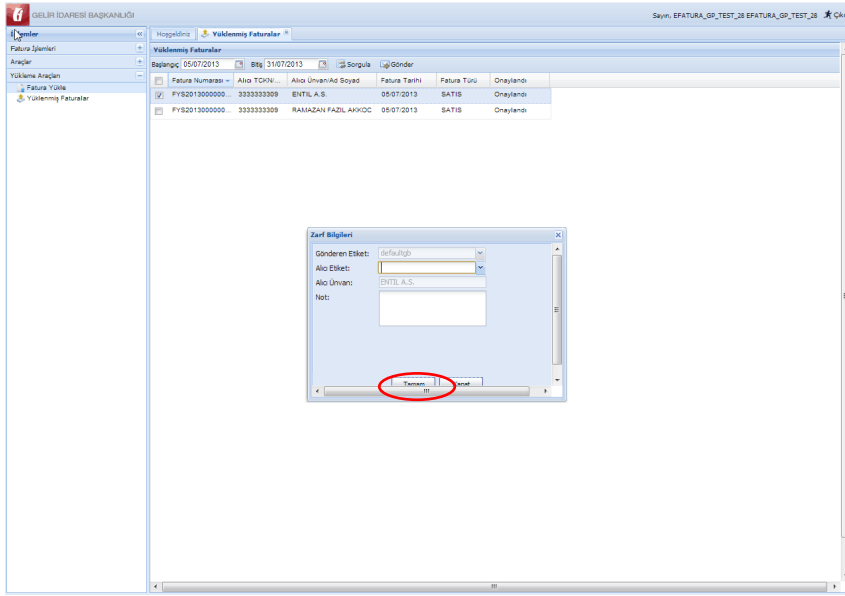 GELİR İDARESİ BAŞKANLIĞI
Sayın, EFATURA_GP_TEST_28 EFATURA_GP_TEST_28
Hoşgeldiniz Yüklenmiş Faturalar
Fatura İşlemleri
Yüklenmiş Faturalar
Araçlar
Başlangıç 05/07/2013 Bitiş 31/07/2013 Sorgula Gönder
Yükleme Araçları
Fatura Numarası Alıcı TCKN/... Alıcı Ünvan/Ad Soyad Fatura Tarihi Fatura Türü Onaylandı
Fatura Yükle
FYS2013000000... 3333333309 ENTIL A.S. 05/07/2013 SATIS Onaylandı
Yüklenmiş Faturalar
FYS2013000000... 3333333309 RAMAZAN FAZIL AKKOC 05/07/2013 SATIS Onaylandı
Zarf Bilgileri
Gönderen Etiket: defaultgb
Alıcı Etiket:
Alıcı Ünvan: ENTIL A.S.
Not:
Tamam